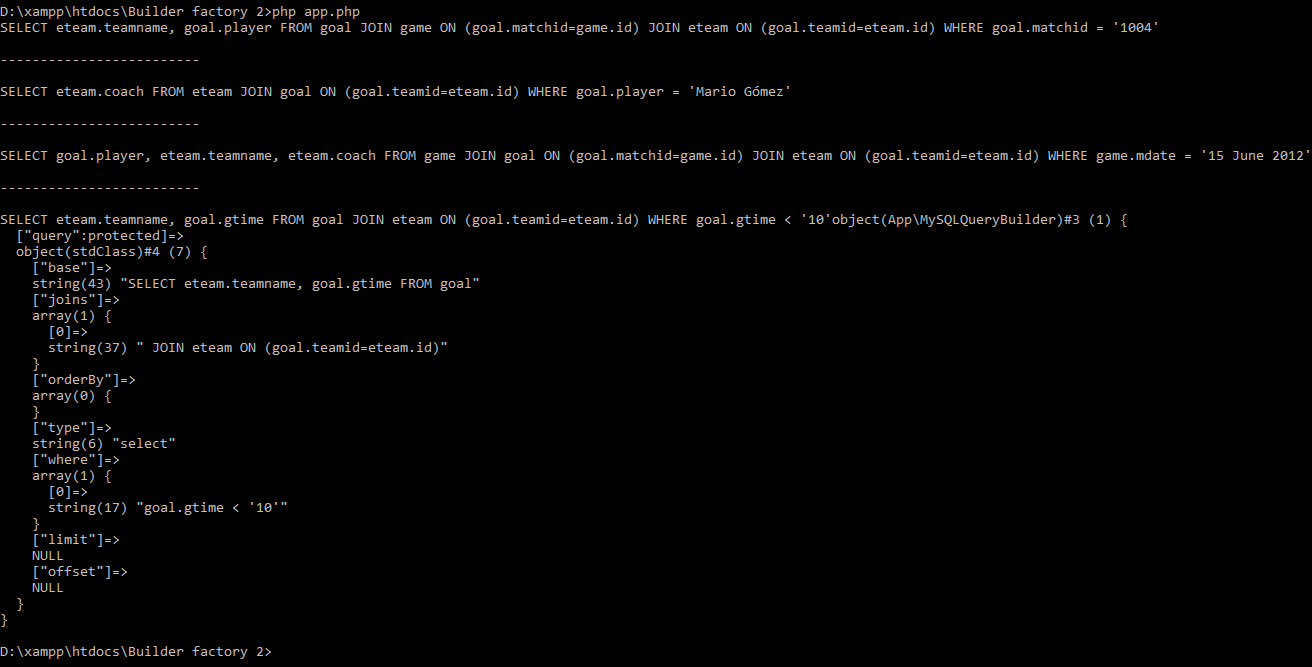 D:\xampp\htdocs\Builder factory 2>php app.php
SELECT eteam.teamname, goal.player FROM goal JOIN game ON (goal.matchid=game.id) JOIN eteam ON (goal.teamid=eteam.id) WHERE goal.matchid = '1004'
-------------------------
SELECT eteam.coach FROM eteam JOIN goal ON (goal.teamid=eteam.id) WHERE goal.player = 'Mario Gómez'
-------------------------
SELECT goal.player, eteam.teamname, eteam.coach FROM game JOIN goal ON (goal.matchid=game.id) JOIN eteam ON (goal.teamid=eteam.id) WHERE game.mdate = '15 June 2012'
-------------------------
SELECT eteam.teamname, goal.gtime FROM goal JOIN eteam ON (goal.teamid=eteam.id) WHERE goal.gtime < '10'object(App\MySQLQueryBuilder)#3 (1) {
  ["query":protected]=>
  object(stdClass)#4 (7) {
    ["base"]=>
    string(43) "SELECT eteam.teamname, goal.gtime FROM goal"
    ["joins"]=>
    array(1) {
      [0]=>
      string(37) " JOIN eteam ON (goal.teamid=eteam.id)"
    }
    ["orderBy"]=>
    array(0) {
    }
    ["type"]=>
    string(6) "select"
    ["where"]=>
    array(1) {
      [0]=>
      string(17) "goal.gtime < '10'"
    }
    ["limit"]=>
    NULL
    ["offset"]=>
    NULL
  }
}
D:\xampp\htdocs\Builder factory 2>